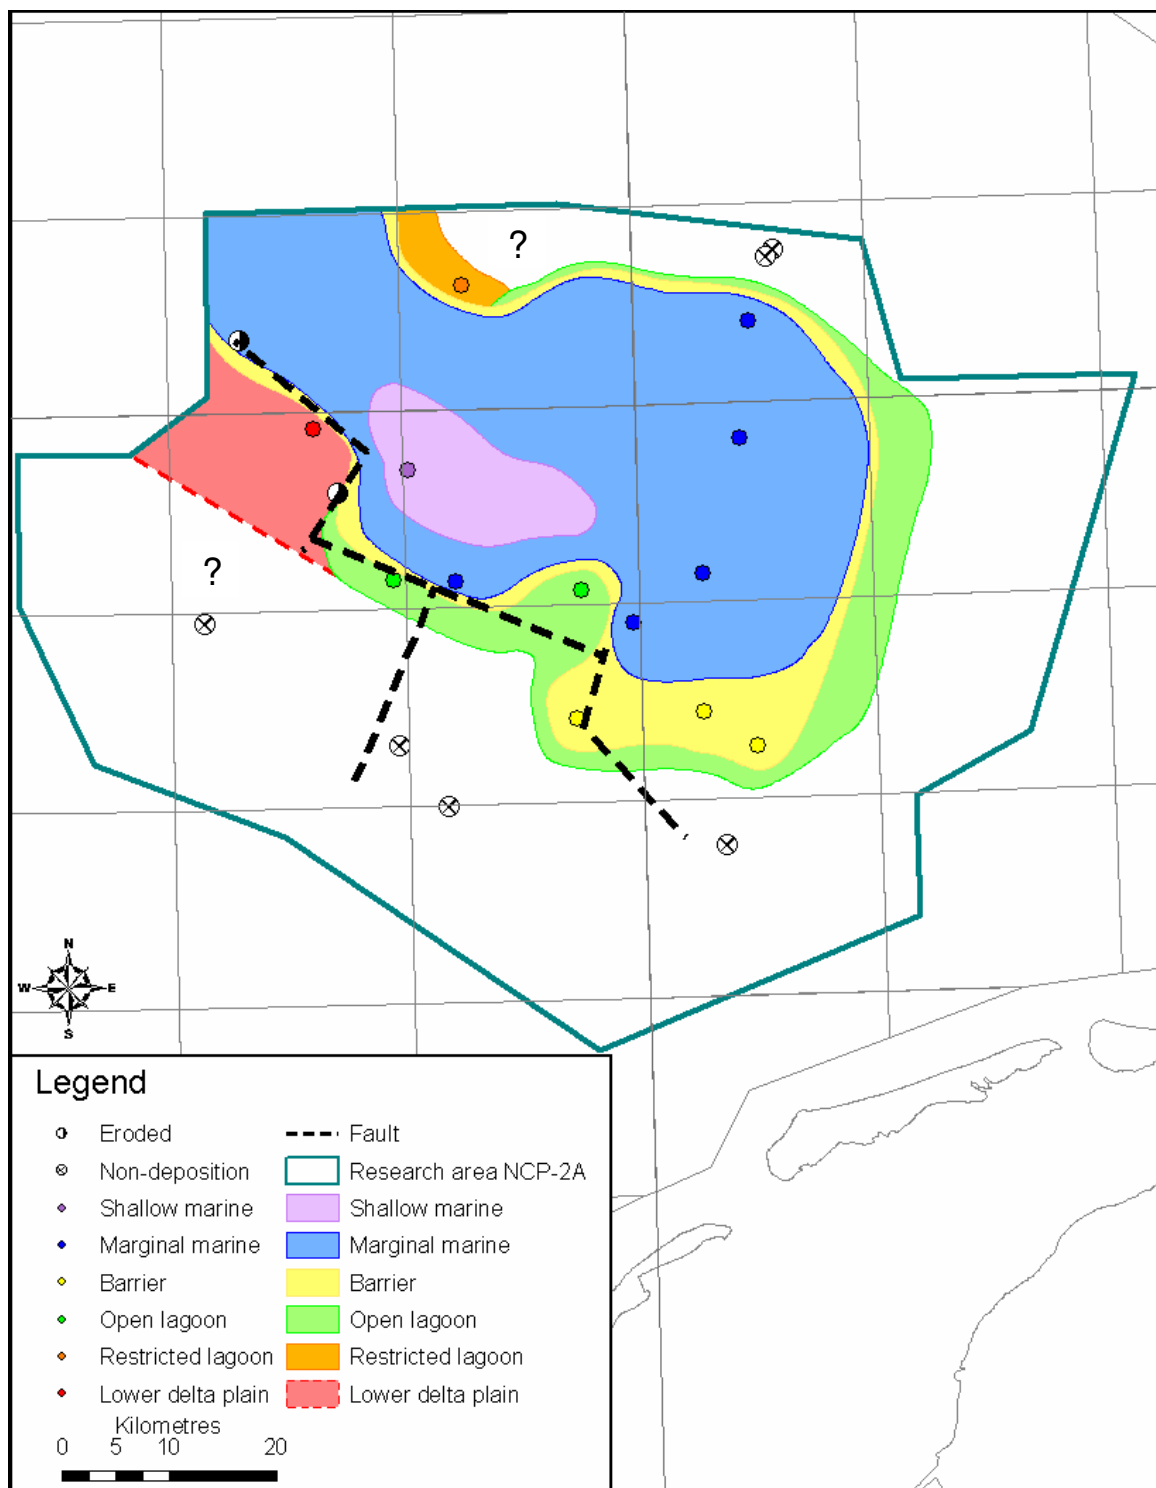 ?
?
N
W E
S
Legend
Eroded Fault
Non-deposition Research area NCP-2A
Shallow marine Shallow marine
Marginal marine Marginal marine
Barrier Barrier
Open lagoon Open lagoon
Restricted lagoon Restricted lagoon
Lower delta plain Lower delta plain
Kilometres
0 5 10 20